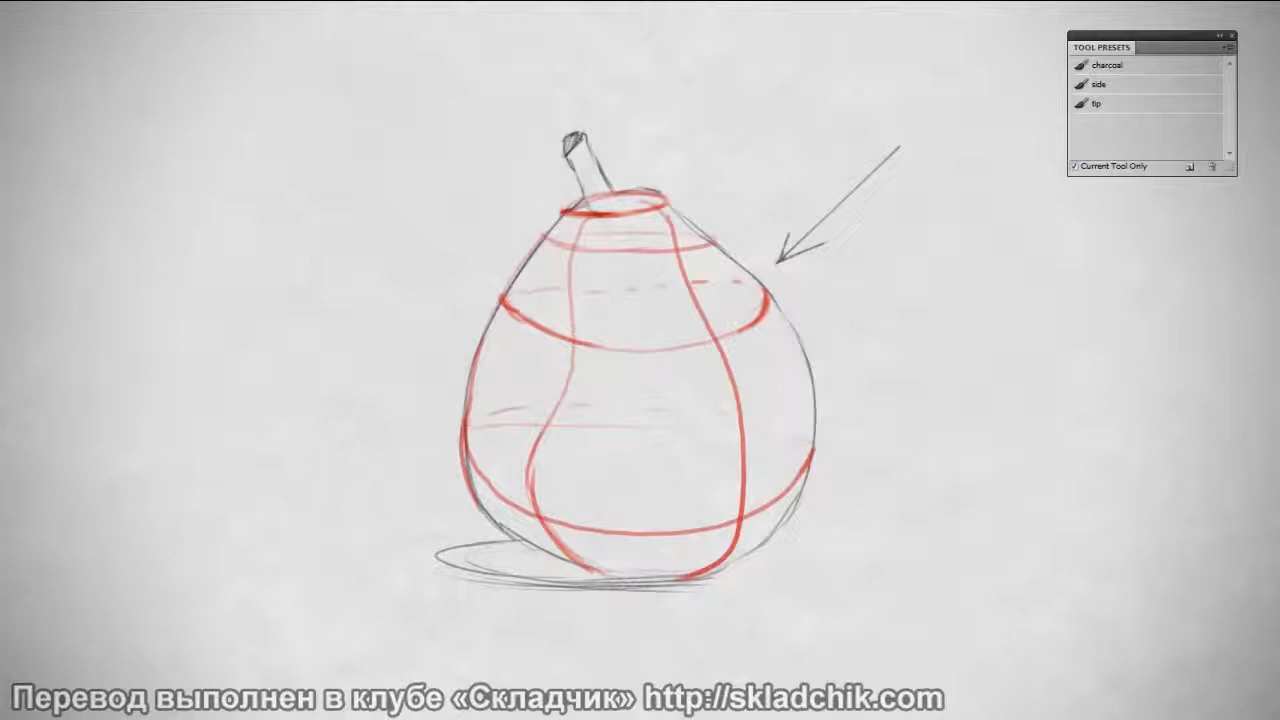 TOOL PRESETS
charcoal
side
tip
Current Tool Only
Перевод выполнен в клубе «Складчик» http://skladchik.com